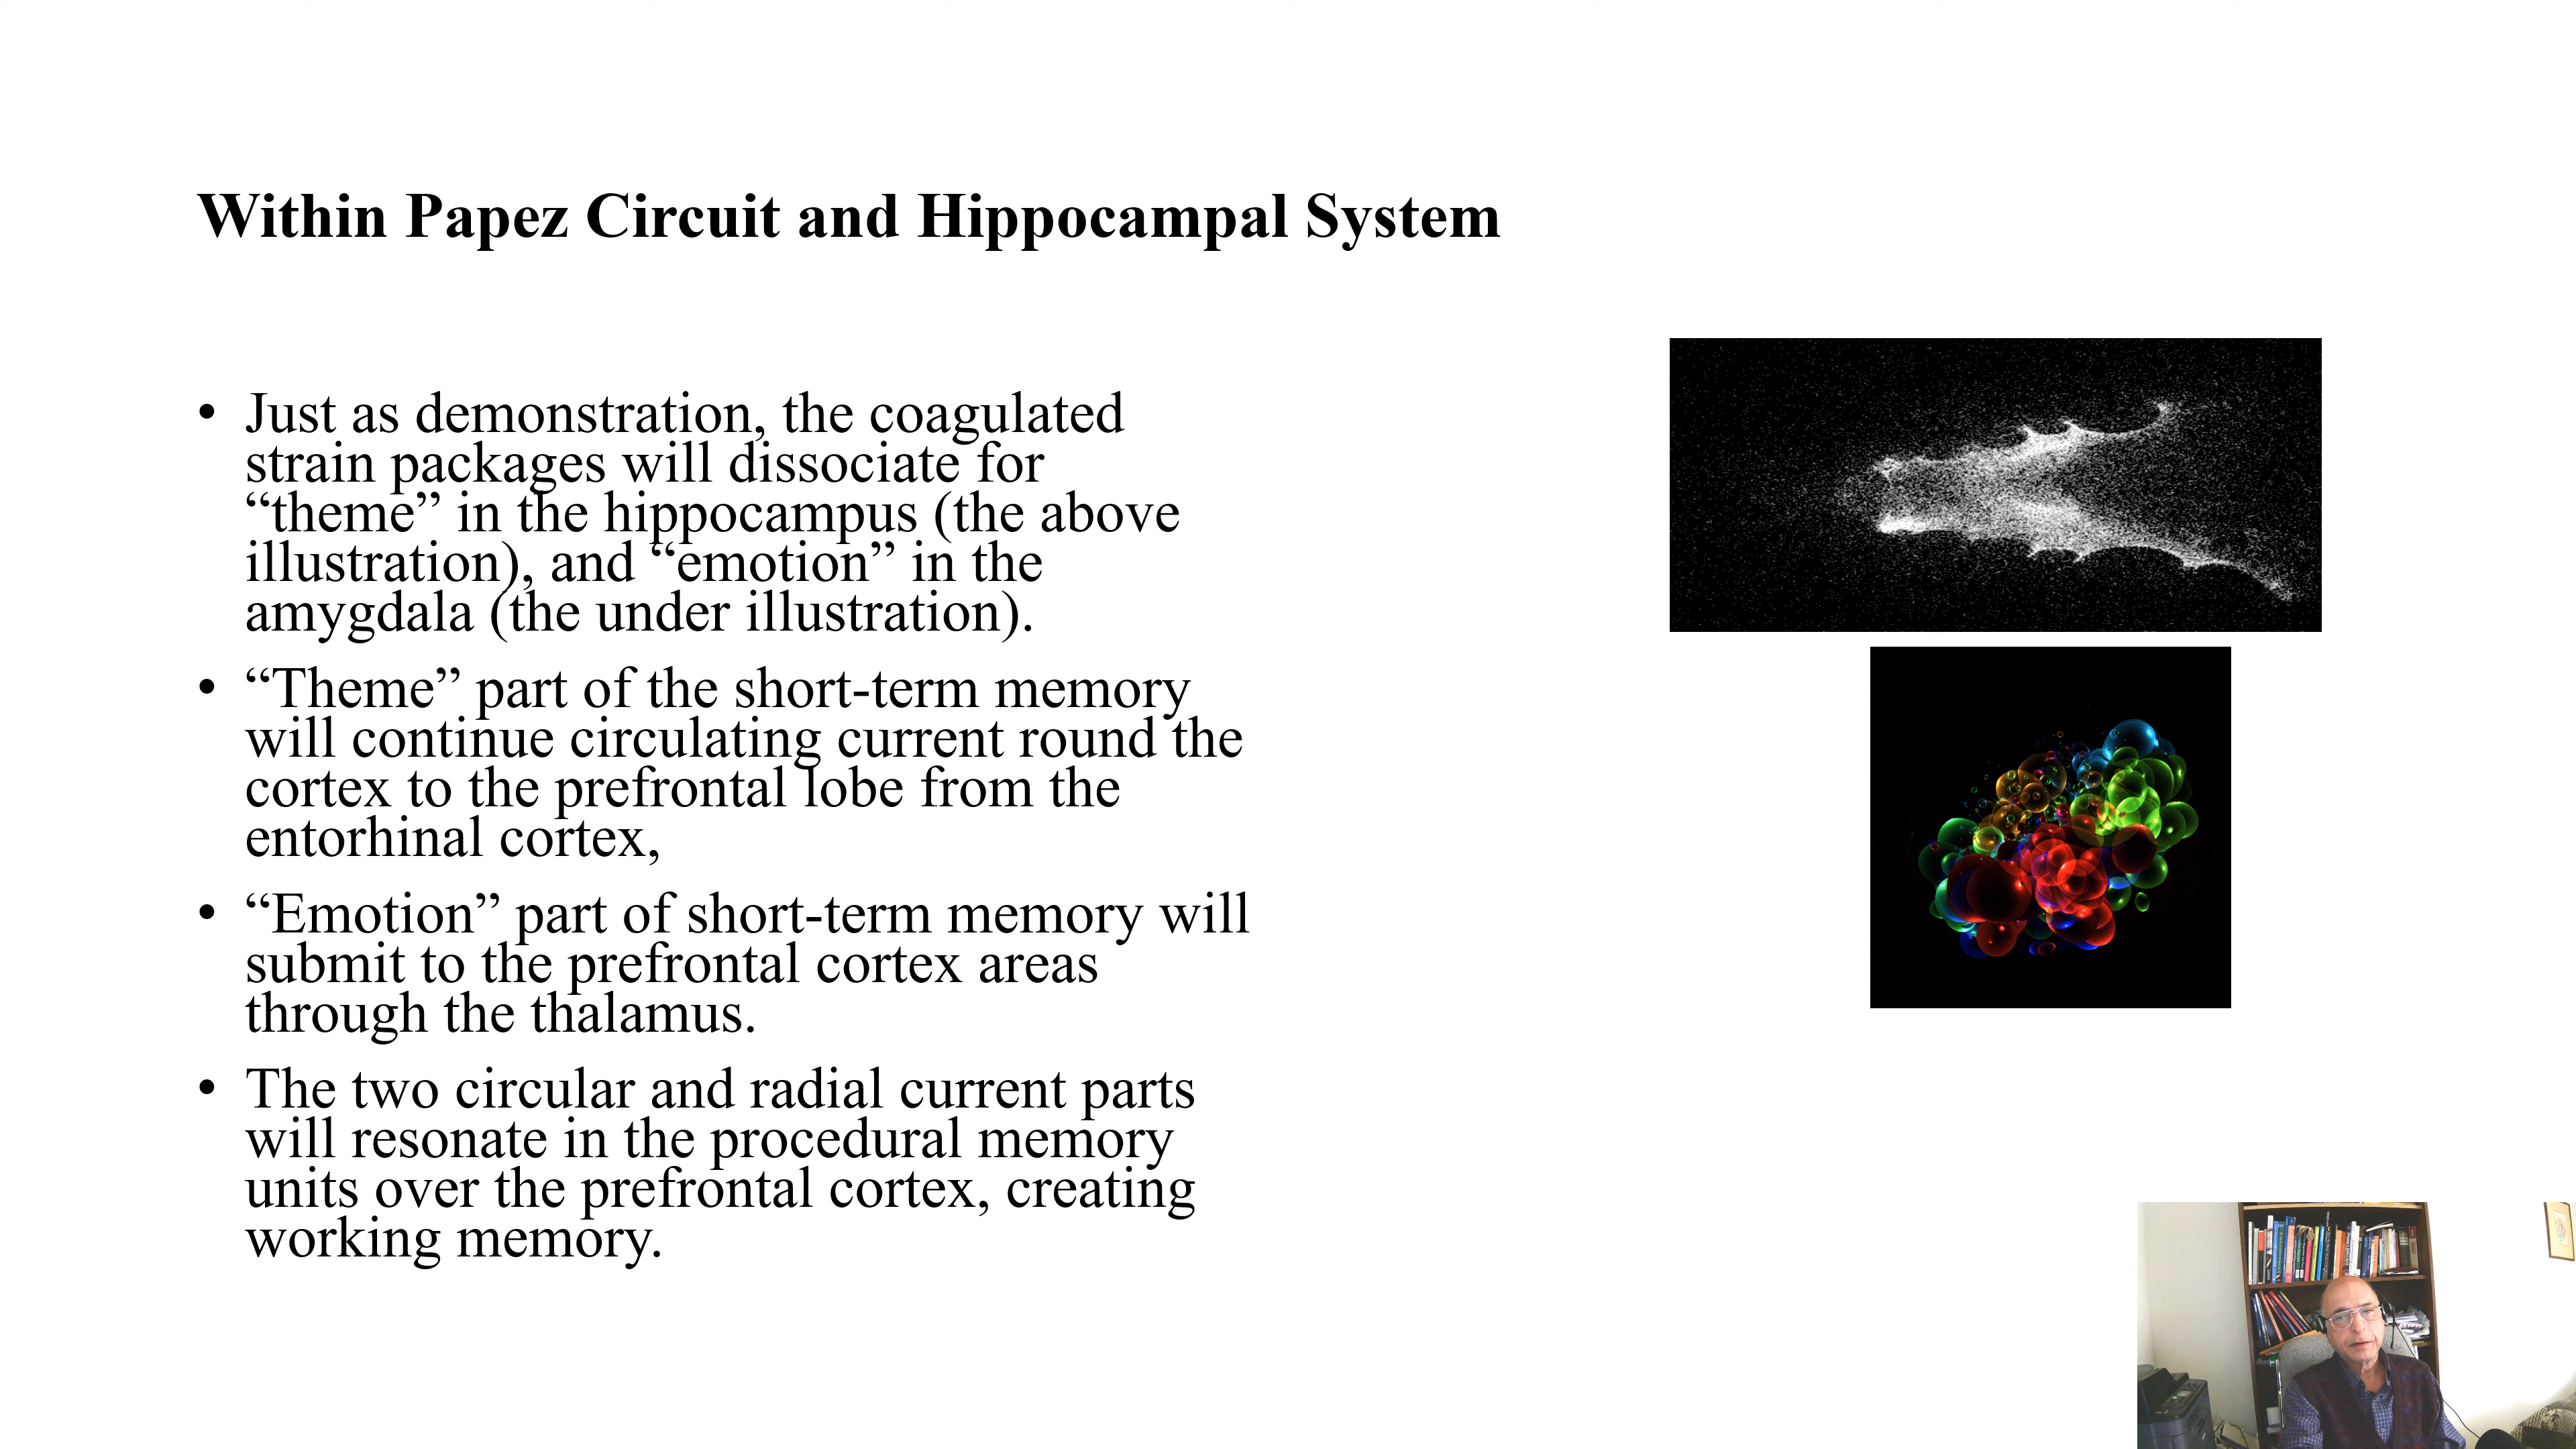 Within Papez Circuit and Hippocampal System
• Just as demonstration, the coagulated
strain packages will dissociate for
“theme” in the hippocampus (the above
illustration), and “emotion” in the
amygdala (the under illustration).
• “Theme” part of the short-term memory
will continue circulating current round the
cortex to the prefrontal lobe from the
entorhinal cortex,
• “Emotion” part of short-term memory will
submit to the prefrontal cortex areas
through the thalamus.
• The two circular and radial current parts
will resonate in the procedural memory
units over the prefrontal cortex, creating
working memory.